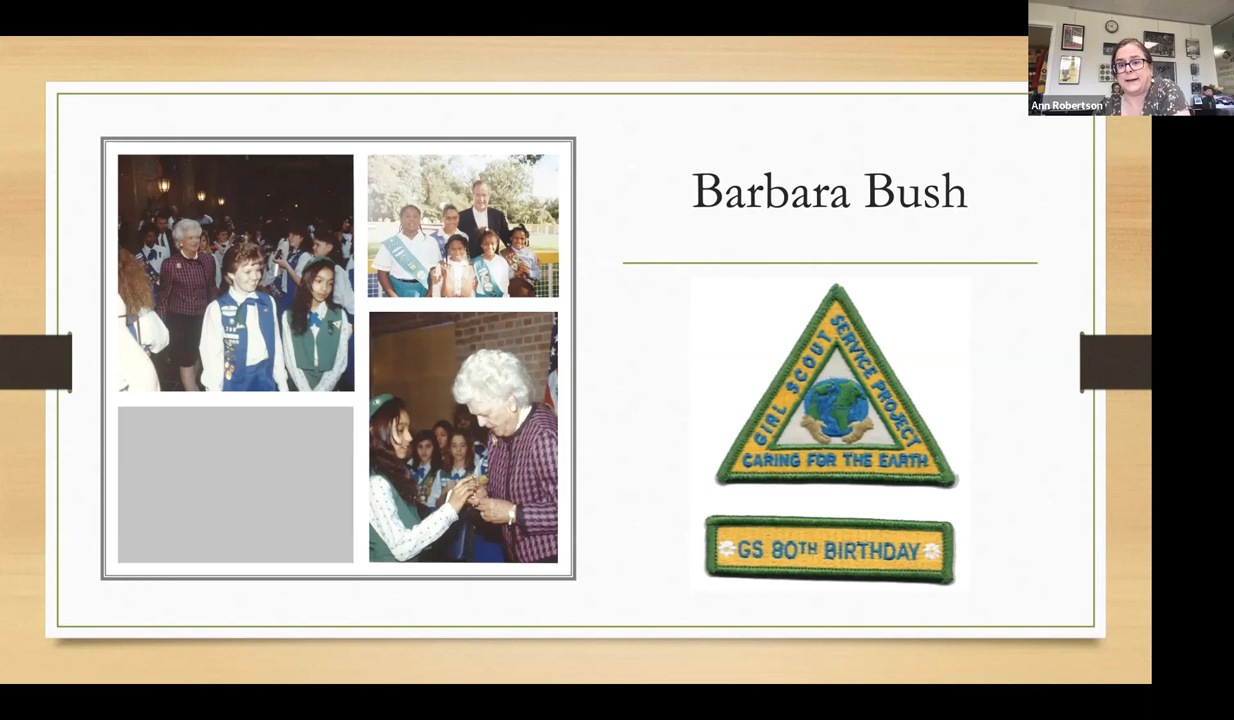 Ann Robertson
Barbara Bush
GIRL SCOUT SERVICE PROJECT
CARING FOR THE EARTH
GS 80TH BIRTHDAY